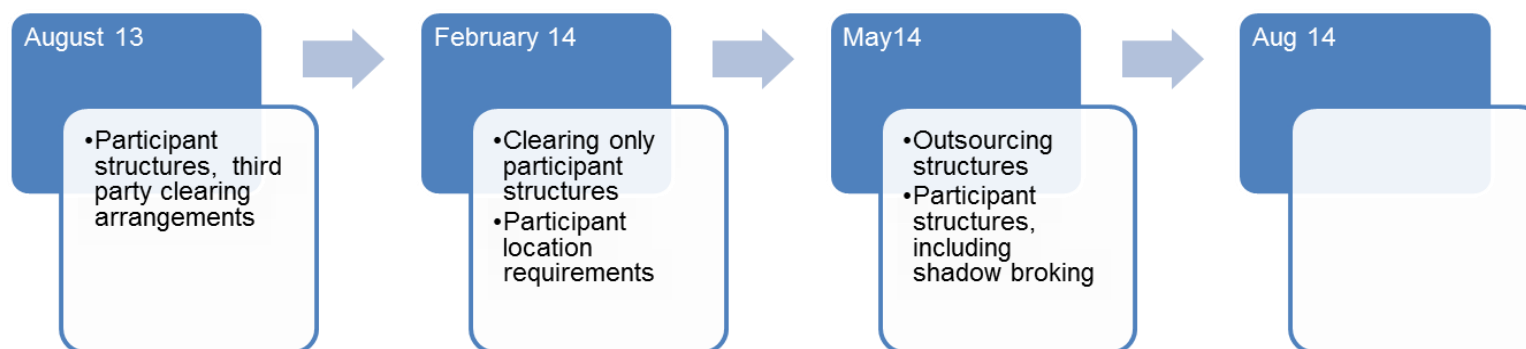 August 13
•Participant
structures, third
party clearing
arrangements
February 14
•Clearing only
participant
structures
•Participant
location
requirements
May14
•Outsourcing
structures
•Participant
structures,
including
shadow broking
Aug 14